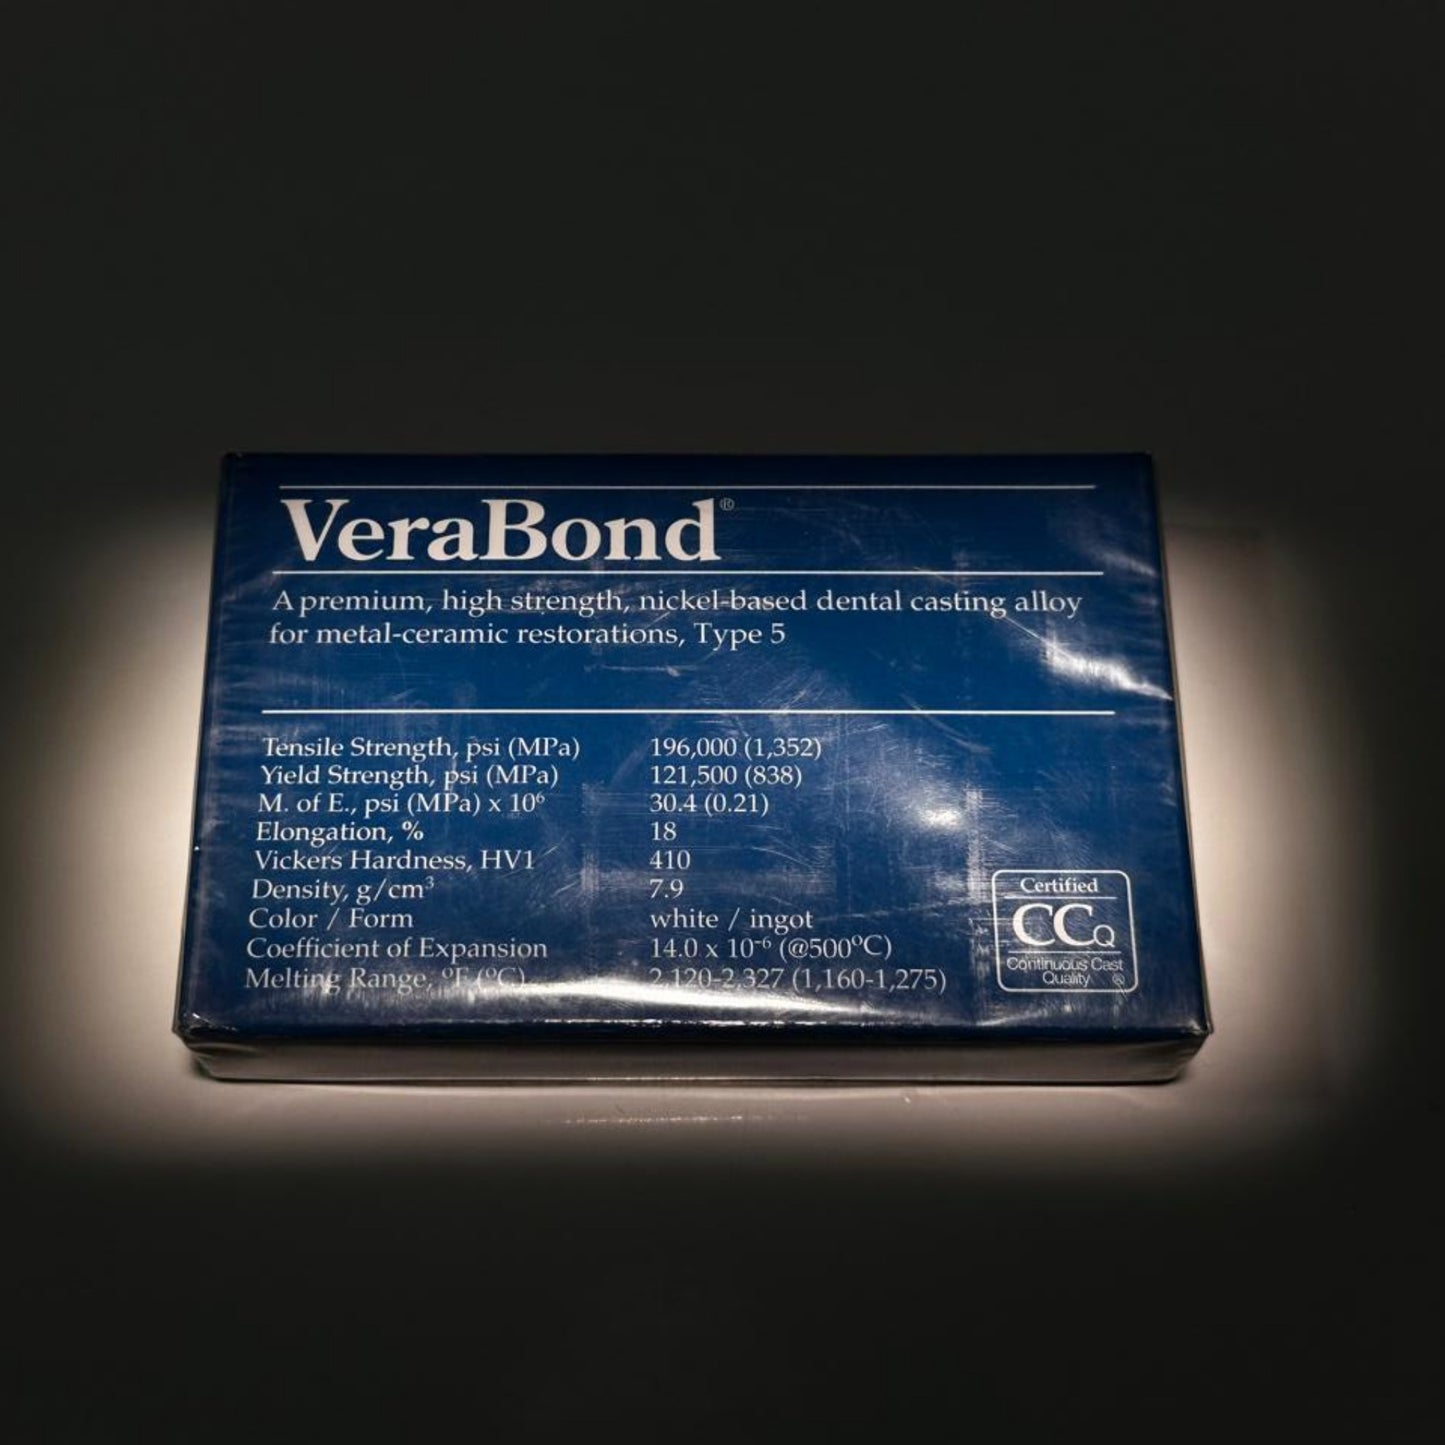 VeraBond®
A premium, high strength, nickel-based dental casting alloy
for metal-ceramic restorations, Type 5
Tensile Strength, psi (MPa) 196,000 (1,352)
Yield Strength, psi (MPa) 121,500 (838)
M. of E., psi (MPa) x 10⁶ 30.4 (0.21)
Elongation, % 18
Vickers Hardness, HV1 410
Density, g/cm³ 7.9
Color / Form white / ingot
Coefficient of Expansion 14.0 x 10⁻⁶ (@500ºC)
Melting Range, ºF (ºC) 2,120-2,327 (1,160-1,275)
Certified
CCQ
Continuous Cast
Quality ®